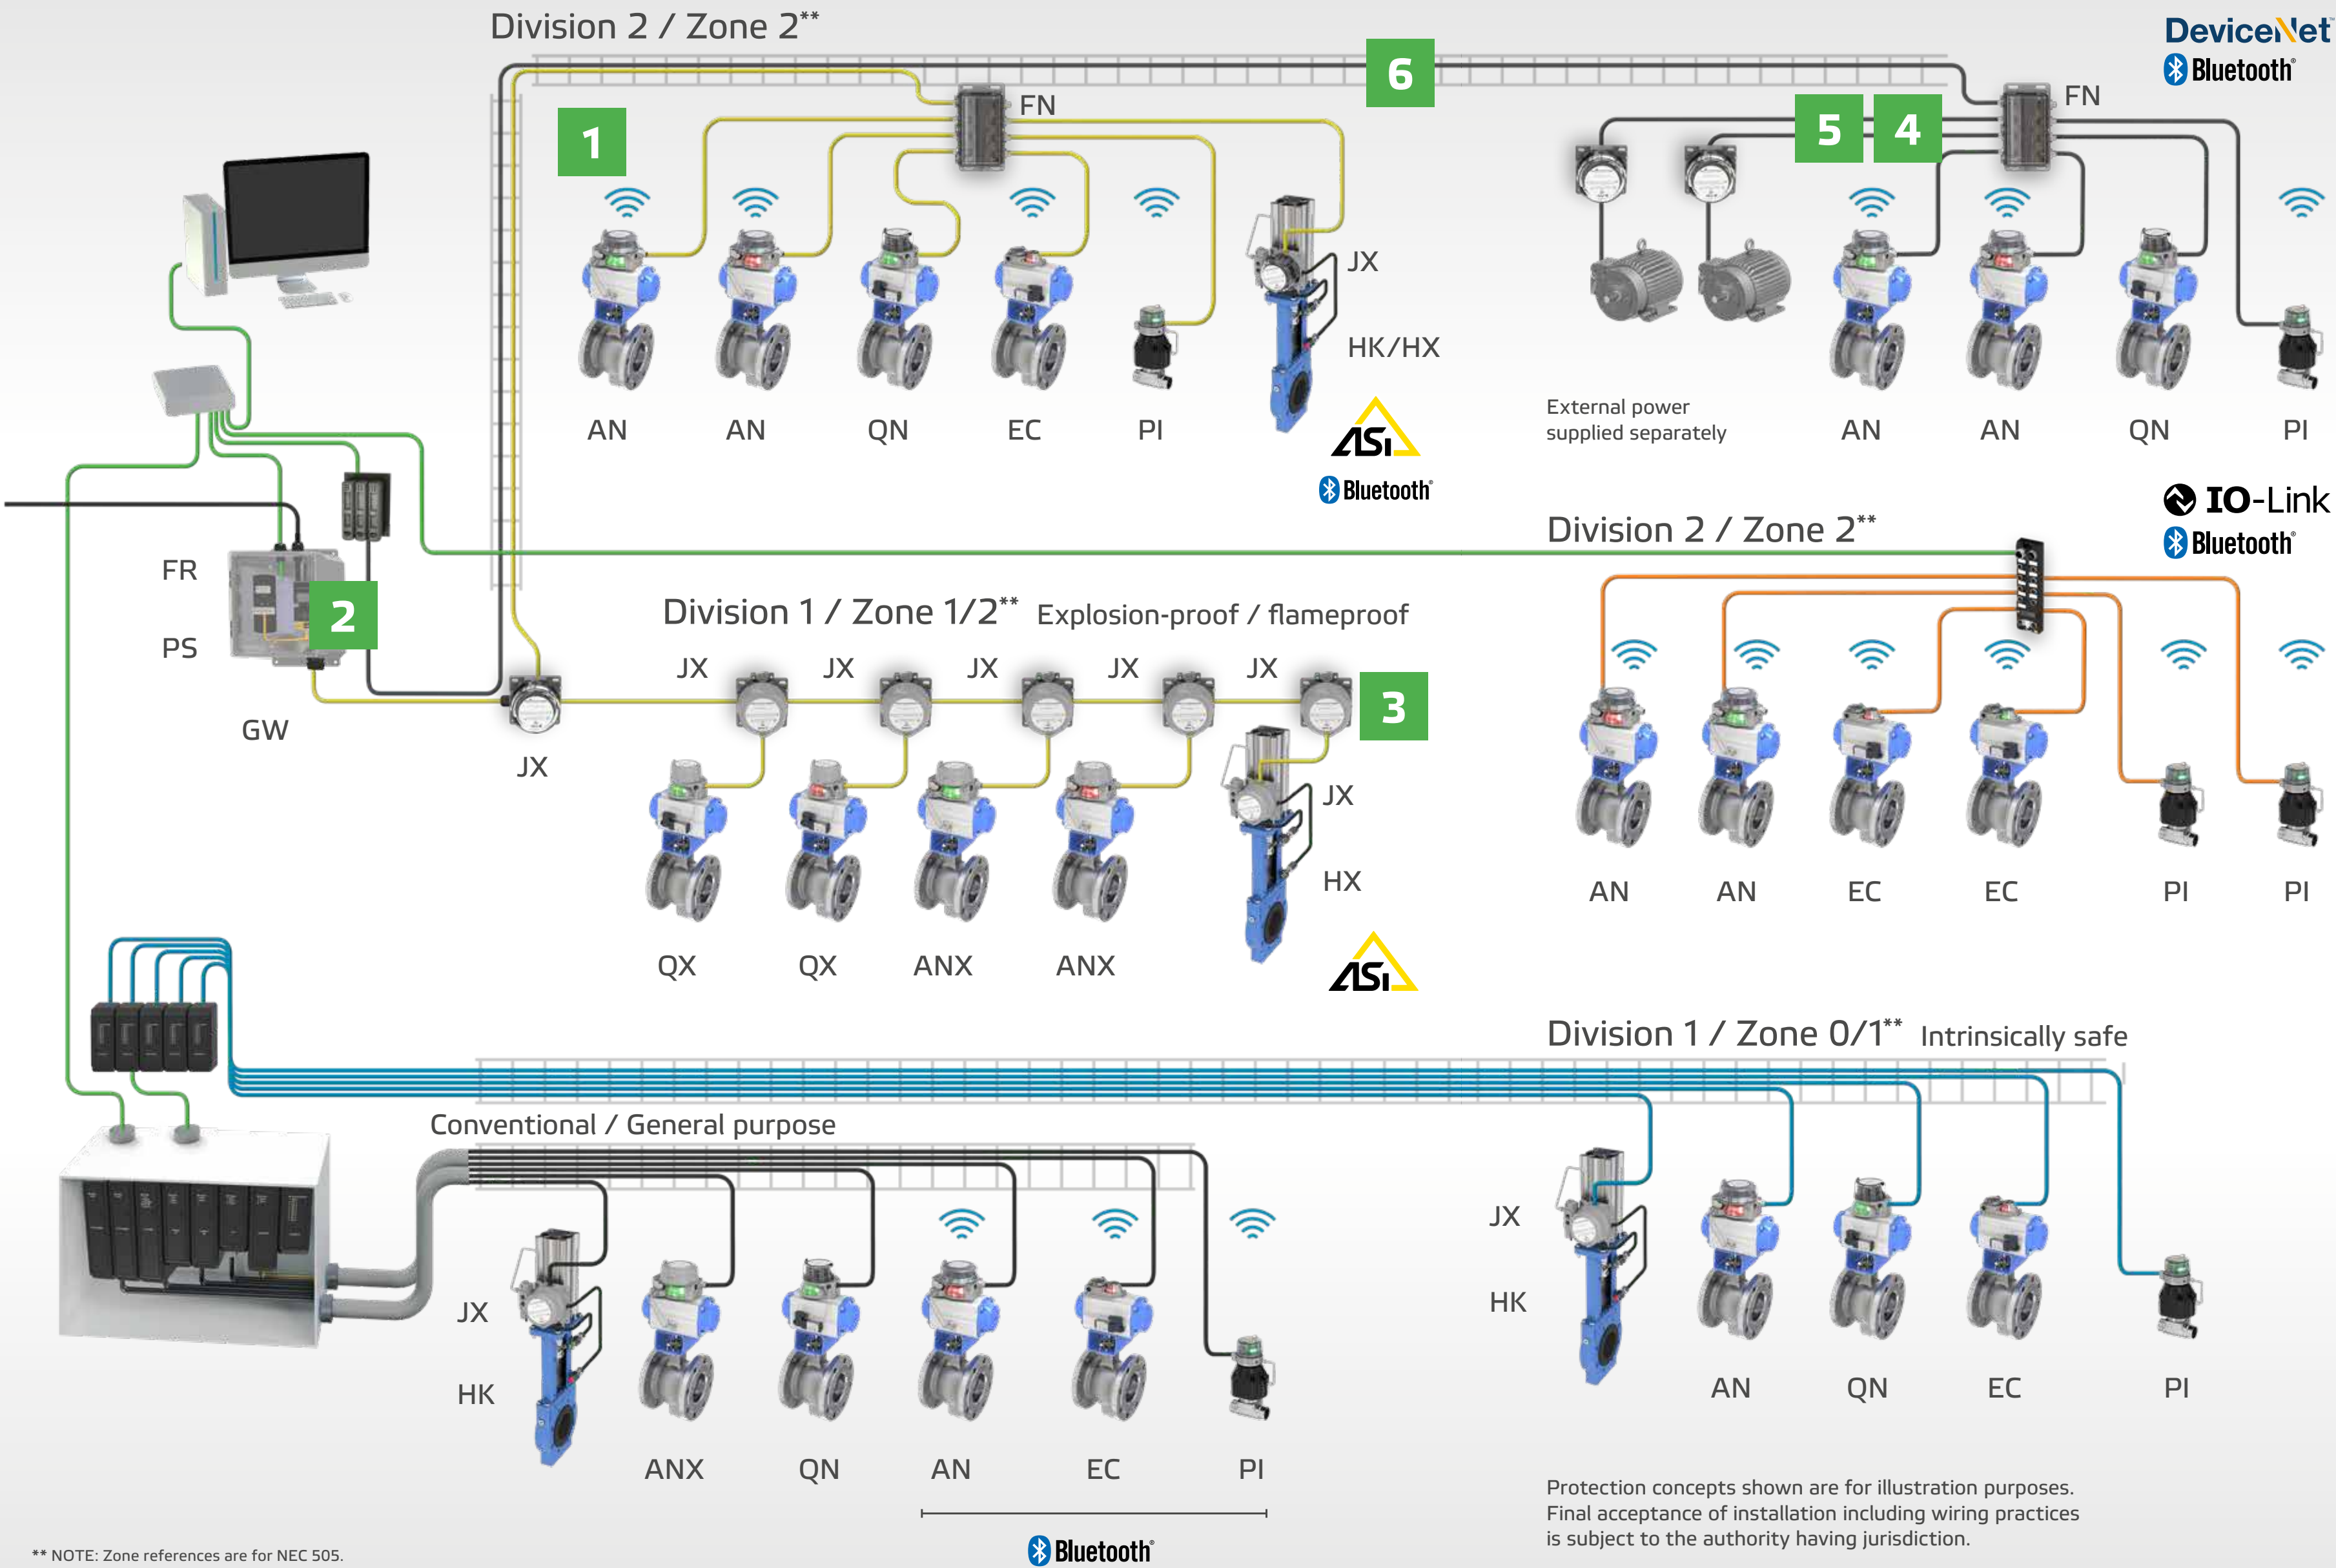 Division 2 / Zone 2**
DeviceNet™
Bluetooth®
6
FN
FN
1
5
4
JX
HK/HX
AN
AN
QN
EC
PI
ASi
Bluetooth®
External power
supplied separately
AN
AN
QN
PI
IO-Link
Bluetooth®
Division 2 / Zone 2**
FR
PS
2
GW
Division 1 / Zone 1/2** Explosion-proof / flameproof
JX
JX
JX
JX
JX
3
JX
JX
HX
QX
QX
ANX
ANX
ASi
AN
AN
EC
EC
PI
PI
Division 1 / Zone 0/1** Intrinsically safe
Conventional / General purpose
JX
HK
ANX
QN
AN
EC
PI
Bluetooth®
JX
HK
AN
QN
EC
PI
Protection concepts shown are for illustration purposes.
Final acceptance of installation including wiring practices
is subject to the authority having jurisdiction.
** NOTE: Zone references are for NEC 505.